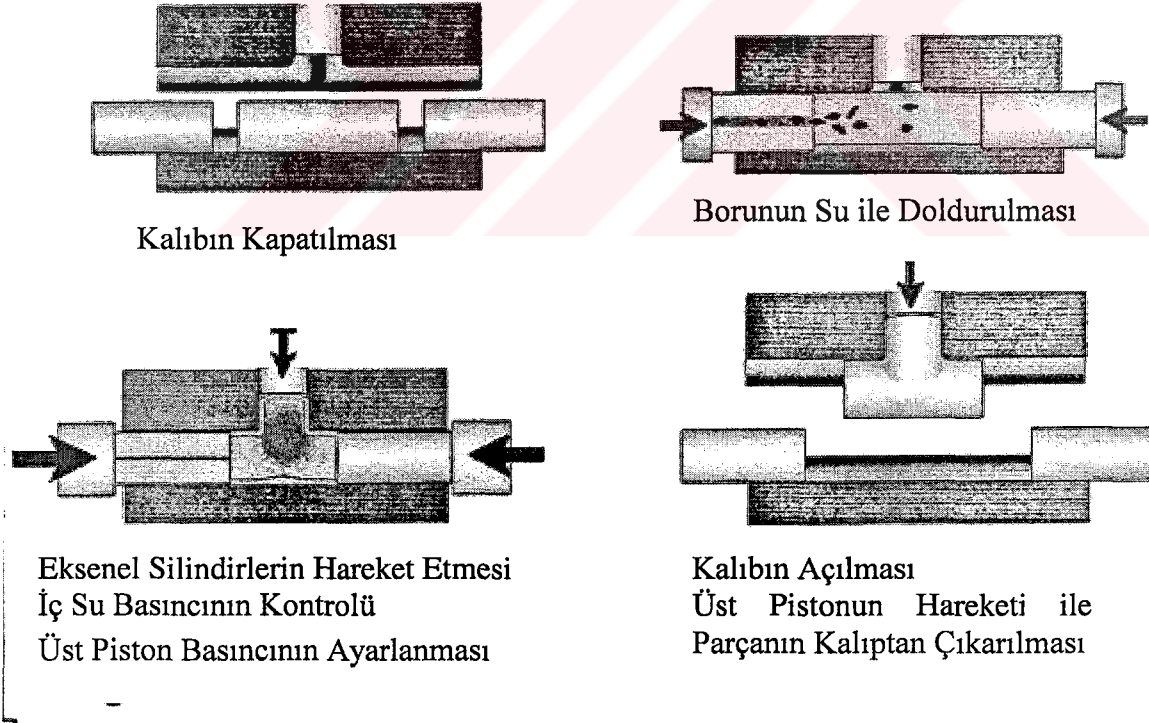 Kalıbın Kapatılması
Borunun Su ile Doldurulması
Eksenel Silindirlerin Hareket Etmesi
İç Su Basıncının Kontrolü
Üst Piston Basıncının Ayarlanması
Kalıbın Açılması
Üst Pistonun Hareketi ile
Parçanın Kalıptan Çıkarılması